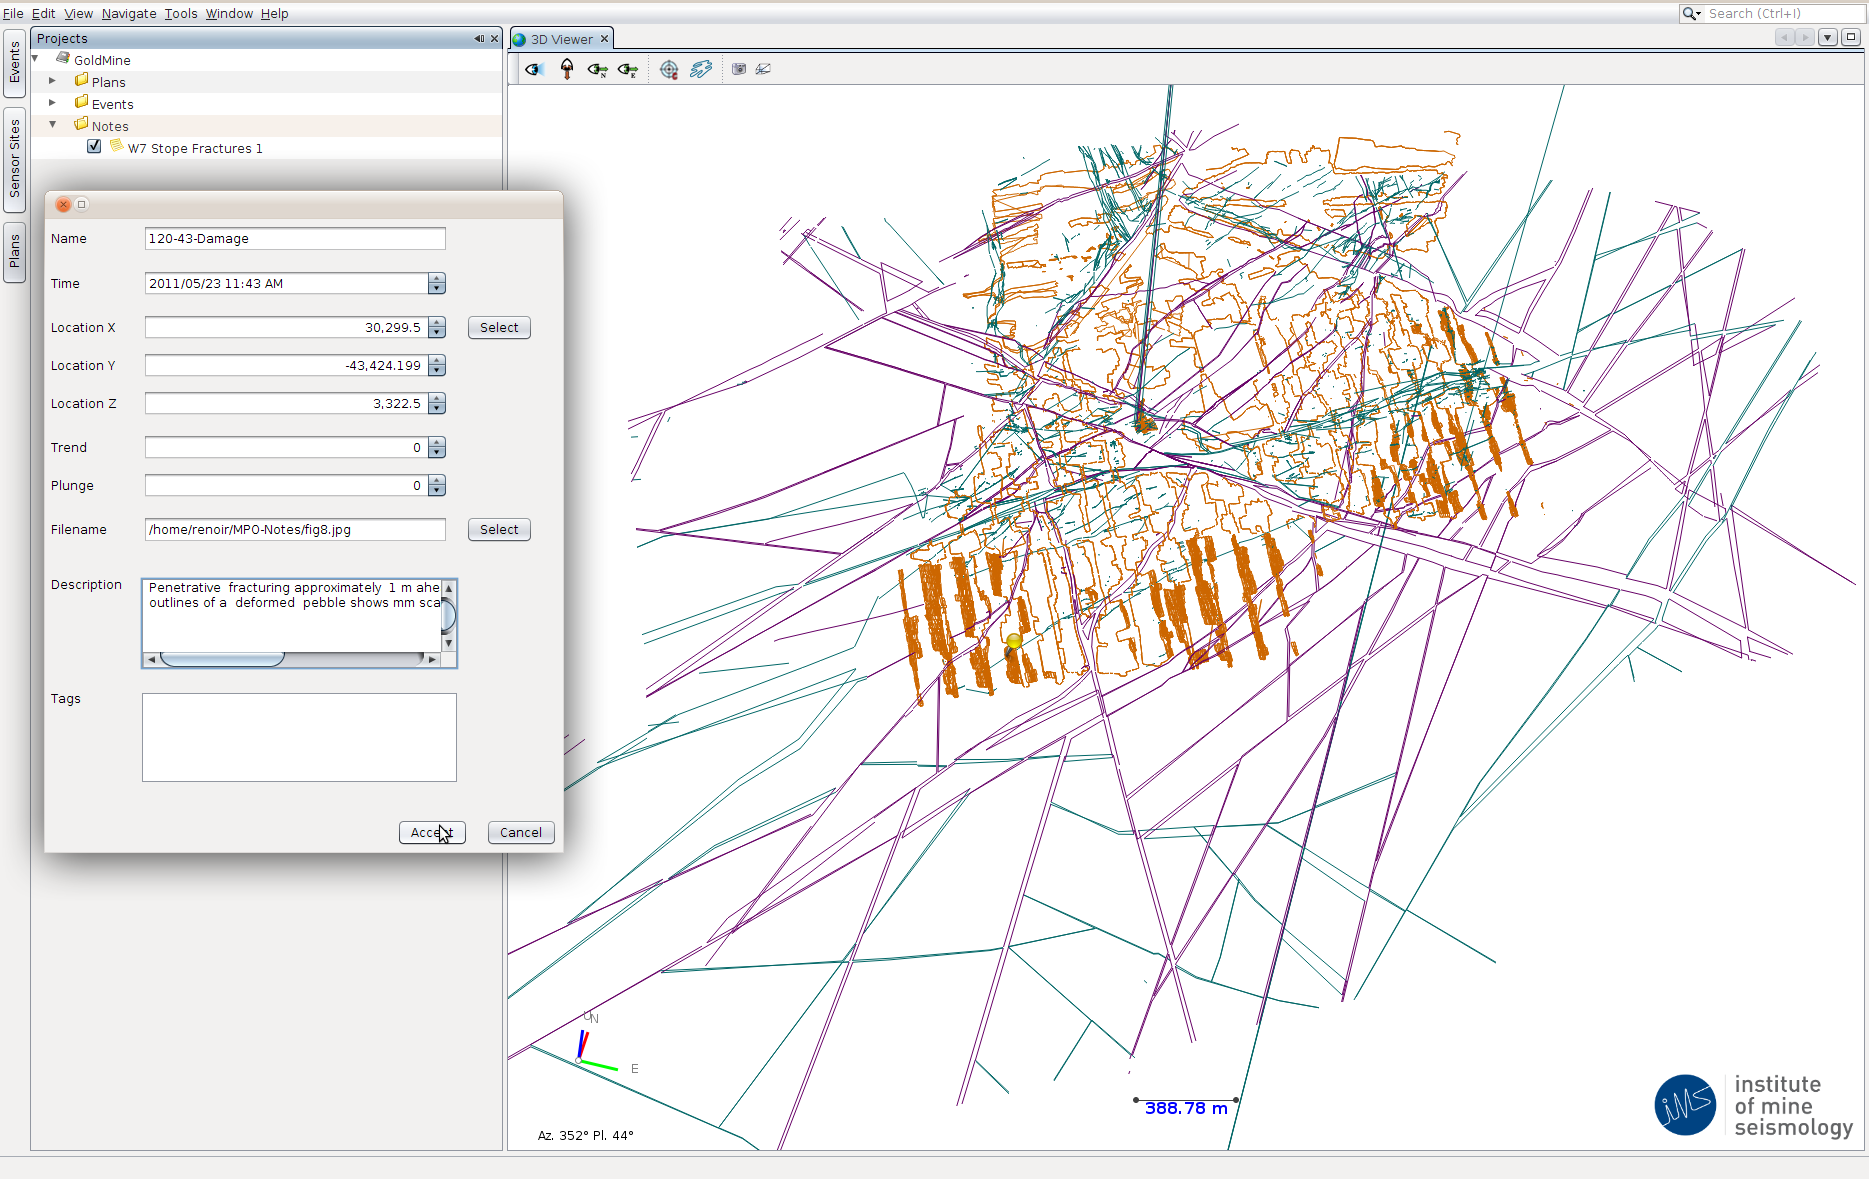 File Edit View Navigate Tools Window Help
Search (Ctrl+I)
Events
Sensor Sites
Plans
Projects
GoldMine
Plans
Events
Notes
W7 Stope Fractures 1
3D Viewer
N
E
Name
120-43-Damage
Time
2011/05/23 11:43 AM
Location X
30,299.5
Select
Location Y
-43,424.199
Location Z
3,322.5
Trend
0
Plunge
0
Filename
/home/renoir/MPO-Notes/fig8.jpg
Select
Description
Penetrative fracturing approximately 1 m ahe
outlines of a deformed pebble shows mm sca
Tags
Accept
Cancel
U
N
E
Az. 352° Pl. 44°
388.78 m
iMS
institute
of mine
seismology